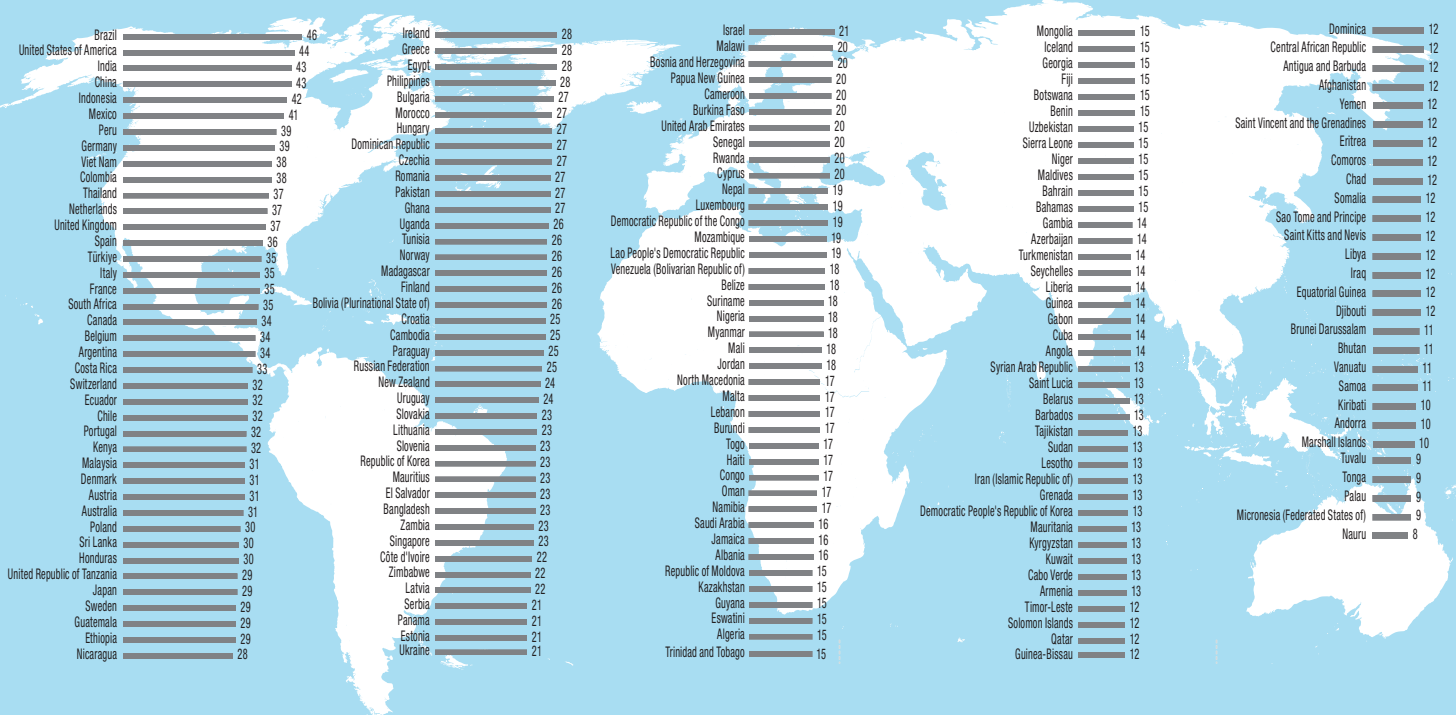 Brazil 46
United States of America 44
India 43
China 43
Indonesia 42
Mexico 41
Peru 39
Germany 39
Viet Nam 38
Colombia 38
Thailand 37
Netherlands 37
United Kingdom 37
Spain 36
Türkiye 35
Italy 35
France 35
South Africa 35
Canada 34
Belgium 34
Argentina 34
Costa Rica 33
Switzerland 32
Ecuador 32
Chile 32
Portugal 32
Kenya 32
Malaysia 31
Denmark 31
Austria 31
Australia 31
Poland 30
Sri Lanka 30
Honduras 30
United Republic of Tanzania 29
Japan 29
Sweden 29
Guatemala 29
Ethiopia 29
Nicaragua 28
Ireland 28
Greece 28
Egypt 28
Philippines 28
Bulgaria 27
Morocco 27
Hungary 27
Dominican Republic 27
Czechia 27
Romania 27
Pakistan 27
Ghana 27
Uganda 26
Tunisia 26
Norway 26
Madagascar 26
Finland 26
Bolivia (Plurinational State of) 26
Croatia 25
Cambodia 25
Paraguay 25
Russian Federation 25
New Zealand 24
Uruguay 24
Slovakia 23
Lithuania 23
Slovenia 23
Republic of Korea 23
Mauritius 23
El Salvador 23
Bangladesh 23
Zambia 23
Singapore 23
Côte d'Ivoire 22
Zimbabwe 22
Latvia 22
Serbia 21
Panama 21
Estonia 21
Ukraine 21
Israel 21
Malawi 20
Bosnia and Herzegovina 20
Papua New Guinea 20
Cameroon 20
Burkina Faso 20
United Arab Emirates 20
Senegal 20
Rwanda 20
Cyprus 20
Nepal 19
Luxembourg 19
Democratic Republic of the Congo 19
Mozambique 19
Lao People's Democratic Republic 19
Venezuela (Bolivarian Republic of) 18
Belize 18
Suriname 18
Nigeria 18
Myanmar 18
Mali 18
Jordan 18
North Macedonia 17
Malta 17
Lebanon 17
Burundi 17
Togo 17
Haiti 17
Congo 17
Oman 17
Namibia 17
Saudi Arabia 16
Jamaica 16
Albania 16
Republic of Moldova 15
Kazakhstan 15
Guyana 15
Eswatini 15
Algeria 15
Trinidad and Tobago 15
Mongolia 15
Iceland 15
Georgia 15
Fiji 15
Botswana 15
Benin 15
Uzbekistan 15
Sierra Leone 15
Niger 15
Maldives 15
Bahrain 15
Bahamas 15
Gambia 14
Azerbaijan 14
Turkmenistan 14
Seychelles 14
Liberia 14
Guinea 14
Gabon 14
Cuba 14
Angola 14
Syrian Arab Republic 13
Saint Lucia 13
Belarus 13
Barbados 13
Tajikistan 13
Sudan 13
Lesotho 13
Iran (Islamic Republic of) 13
Grenada 13
Democratic People's Republic of Korea 13
Mauritania 13
Kyrgyzstan 13
Kuwait 13
Cabo Verde 13
Armenia 13
Timor-Leste 12
Solomon Islands 12
Qatar 12
Guinea-Bissau 12
Dominica 12
Central African Republic 12
Antigua and Barbuda 12
Afghanistan 12
Yemen 12
Saint Vincent and the Grenadines 12
Eritrea 12
Comoros 12
Chad 12
Somalia 12
Sao Tome and Principe 12
Saint Kitts and Nevis 12
Libya 12
Iraq 12
Equatorial Guinea 12
Djibouti 12
Brunei Darussalam 11
Bhutan 11
Vanuatu 11
Samoa 11
Kiribati 10
Andorra 10
Marshall Islands 10
Tuvalu 9
Tonga 9
Palau 9
Micronesia (Federated States of) 9
Nauru 8